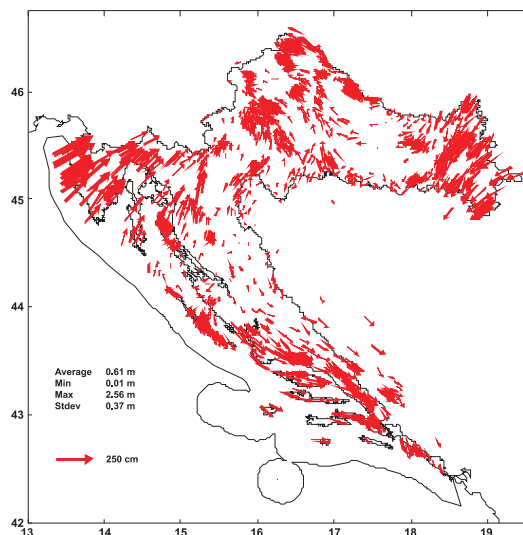 46
45
44
43
42
Average 0.61 m
Min 0.01 m
Max 2.56 m
Stdev 0.37 m
250 cm
13 14 15 16 17 18 19